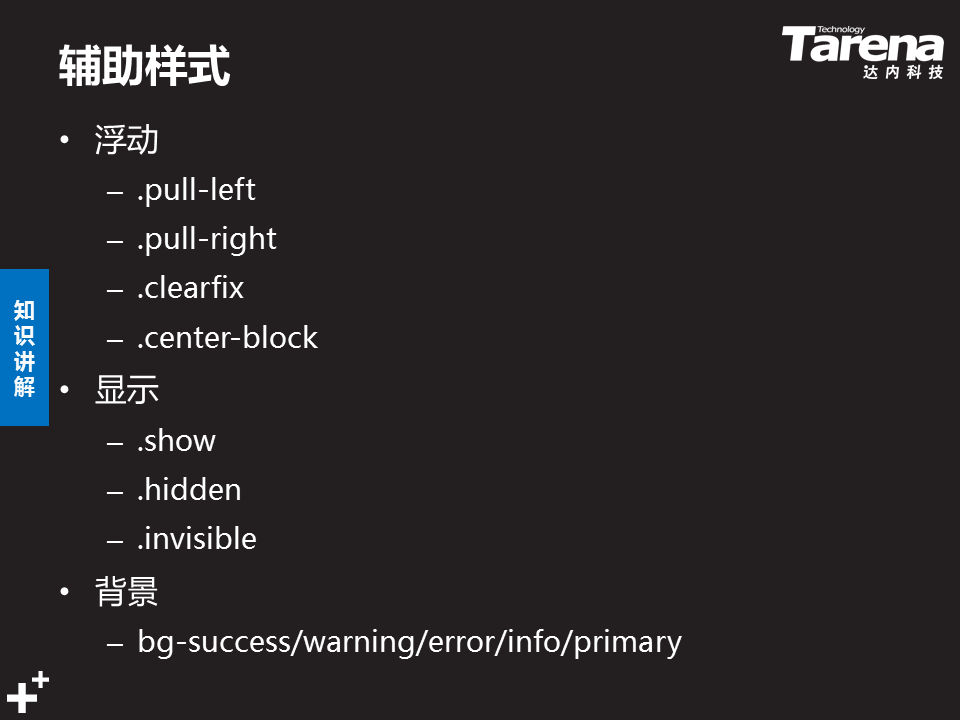 辅助样式
Technology
Tarena
达内科技
• 浮动
– .pull-left
– .pull-right
– .clearfix
– .center-block
知识讲解
• 显示
– .show
– .hidden
– .invisible
• 背景
– bg-success/warning/error/info/primary